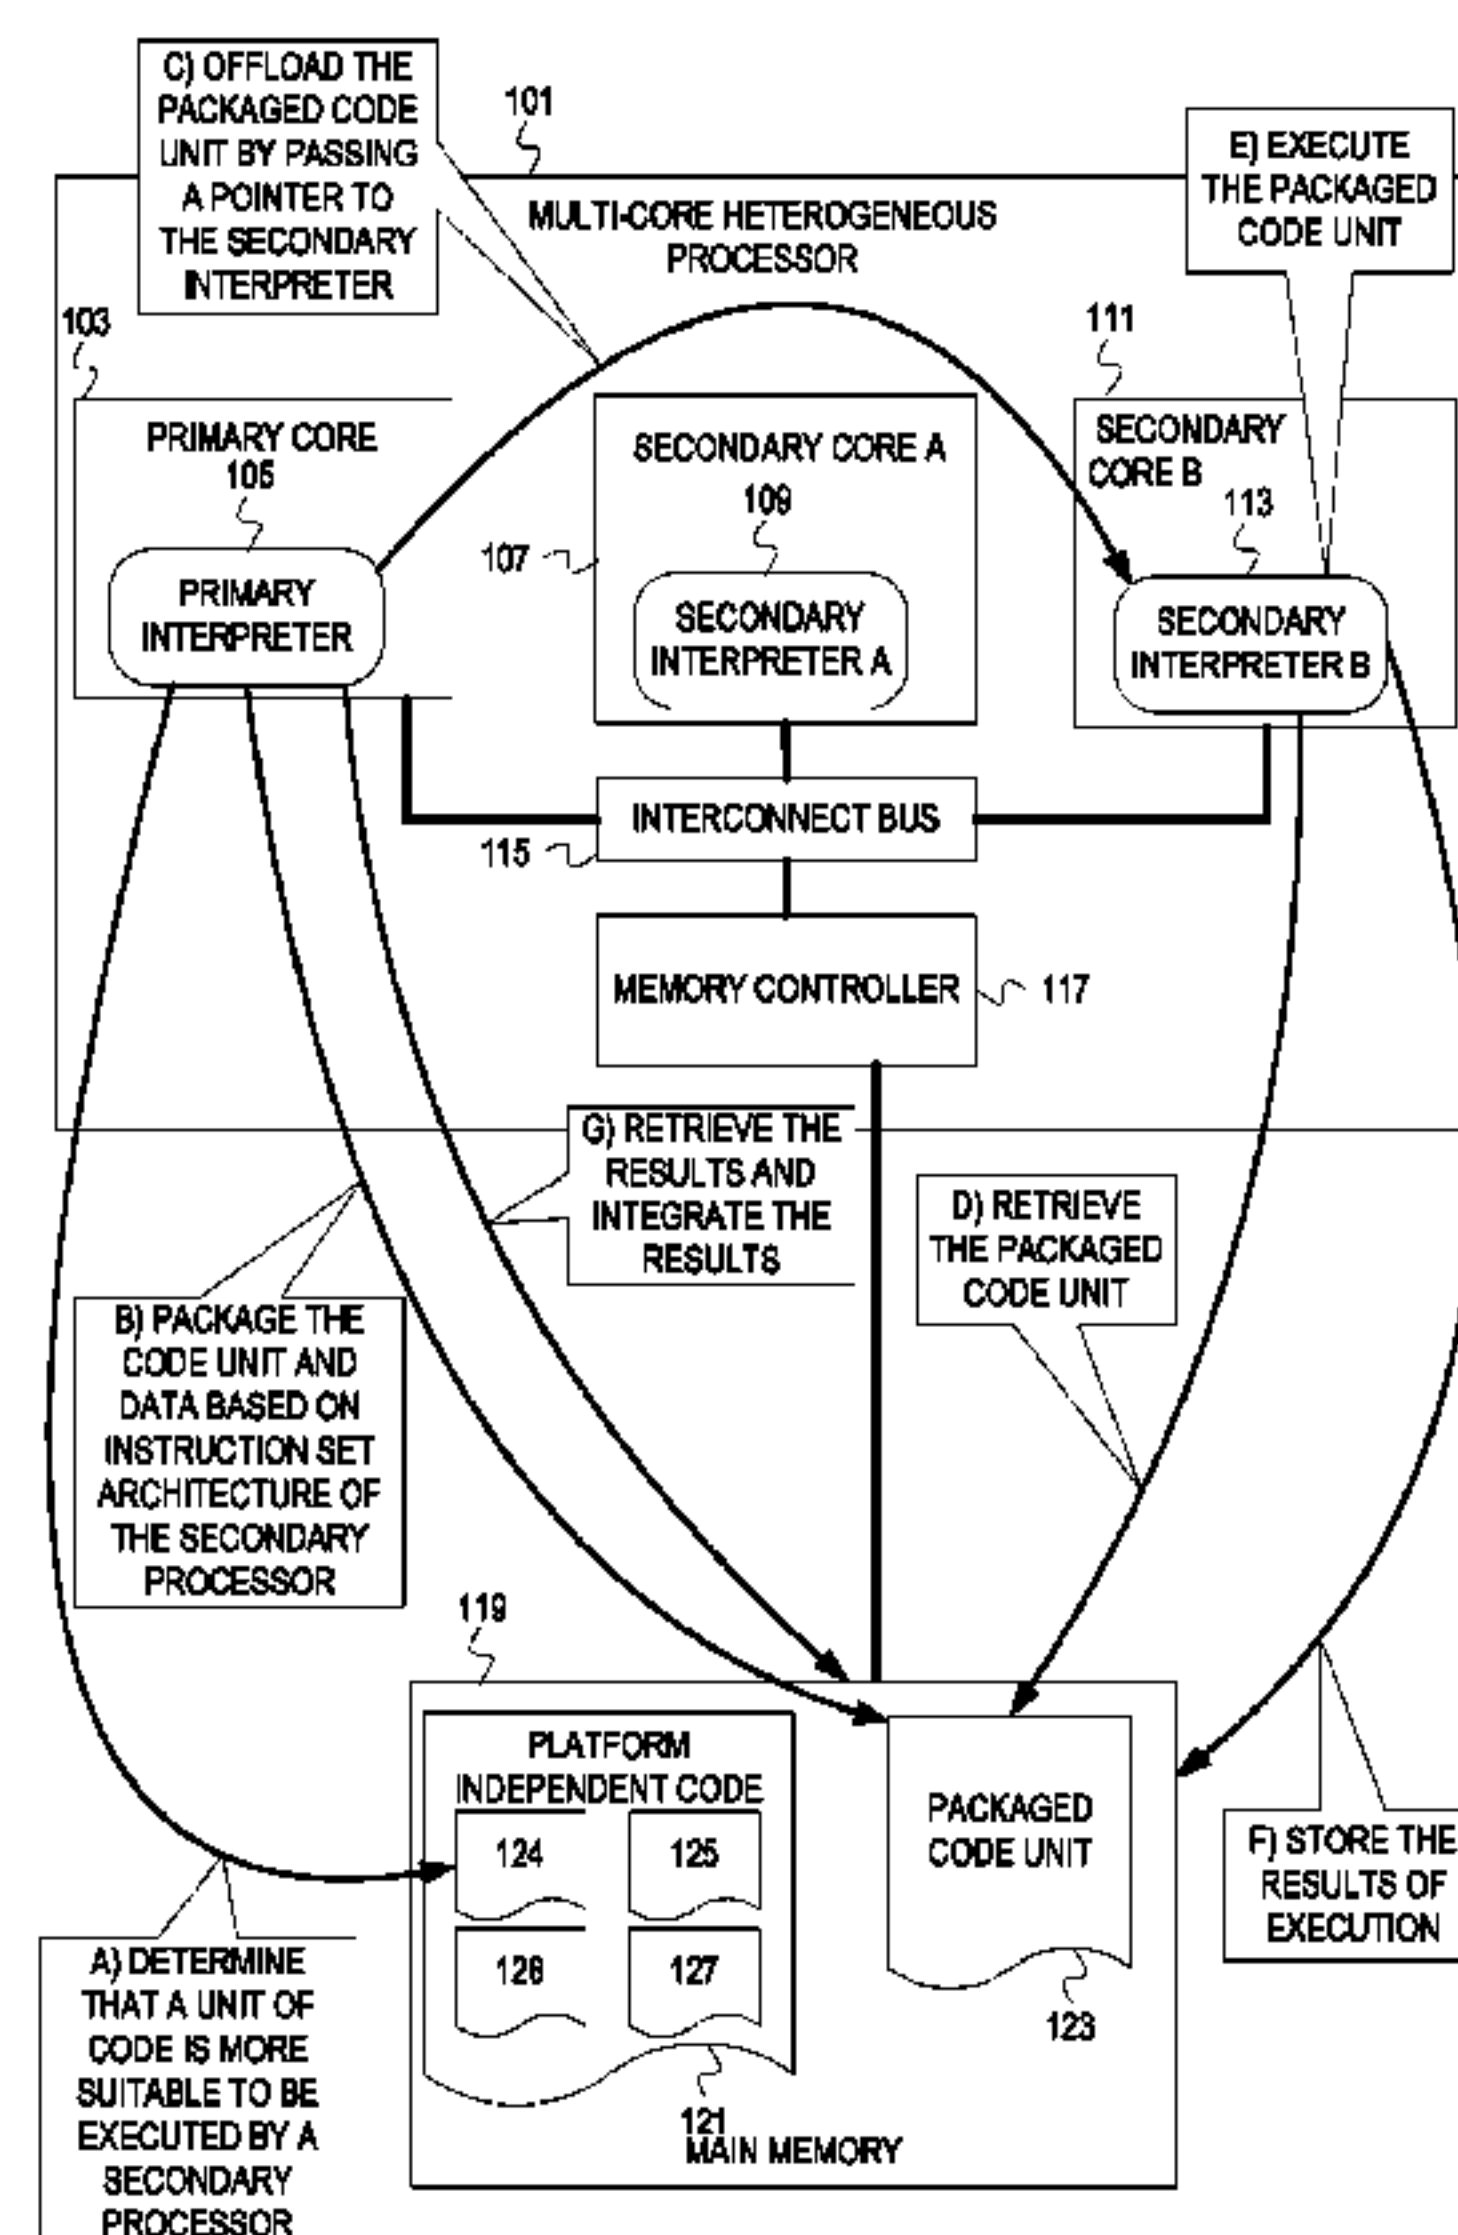 C) OFFLOAD THE
PACKAGED CODE
UNIT BY PASSING
A POINTER TO
THE SECONDARY
INTERPRETER
101
E) EXECUTE
THE PACKAGED
CODE UNIT
MULTI-CORE HETEROGENEOUS
PROCESSOR
103
111
PRIMARY CORE
105
PRIMARY
INTERPRETER
SECONDARY CORE A
109
107
SECONDARY
INTERPRETER A
SECONDARY
CORE B
113
SECONDARY
INTERPRETER B
INTERCONNECT BUS
115
MEMORY CONTROLLER
117
G) RETRIEVE THE
RESULTS AND
INTEGRATE THE
RESULTS
D) RETRIEVE
THE PACKAGED
CODE UNIT
B) PACKAGE THE
CODE UNIT AND
DATA BASED ON
INSTRUCTION SET
ARCHITECTURE OF
THE SECONDARY
PROCESSOR
119
PLATFORM
INDEPENDENT CODE
124
125
126
127
121
PACKAGED
CODE UNIT
123
MAIN MEMORY
F) STORE THE
RESULTS OF
EXECUTION
A) DETERMINE
THAT A UNIT OF
CODE IS MORE
SUITABLE TO BE
EXECUTED BY A
SECONDARY
PROCESSOR